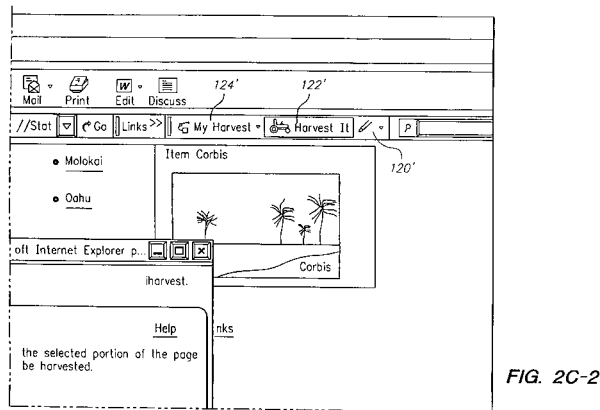 124' 122'
Mail Print Edit Discuss
//Stat Go Links >> My Harvest Harvest It P
120'
Molokai
Item Corbis
Oahu
Corbis
oft Internet Explorer p...
iharvest.
Help nks
the selected portion of the page
be harvested.
FIG. 2C-2